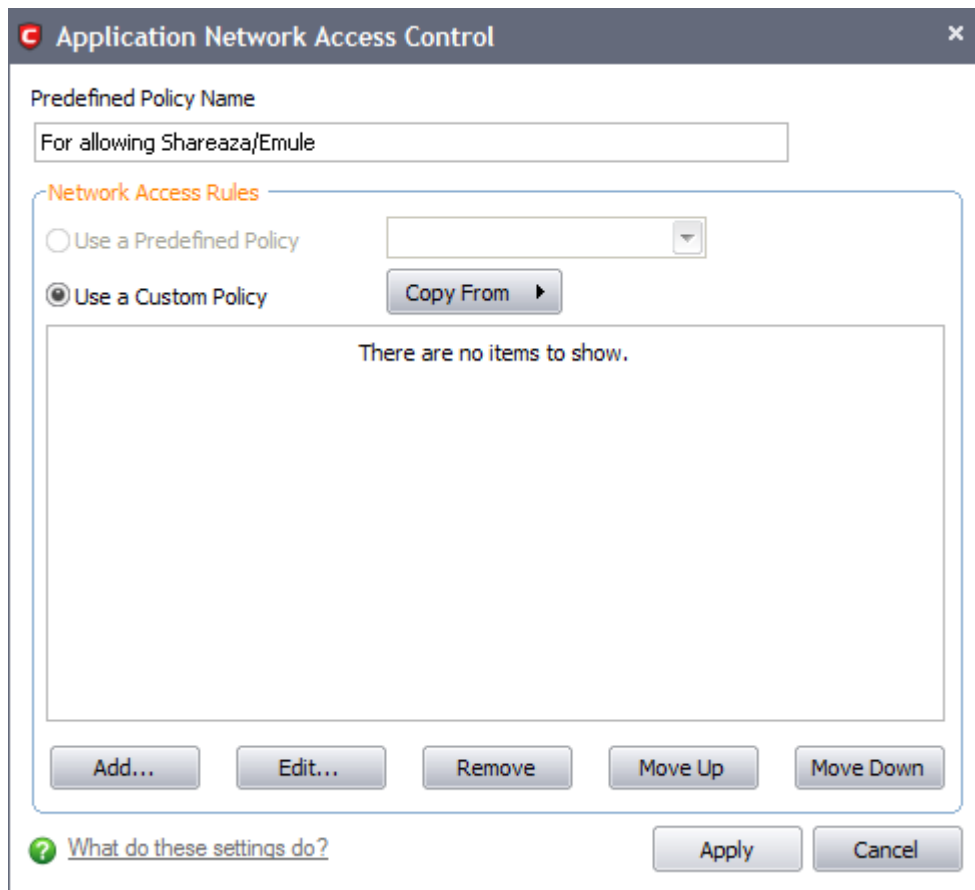 Application Network Access Control
Predefined Policy Name
For allowing Shareaza/Emule
Network Access Rules
Use a Predefined Policy
Use a Custom Policy
Copy From
There are no items to show.
Add...
Edit...
Remove
Move Up
Move Down
What do these settings do?
Apply
Cancel